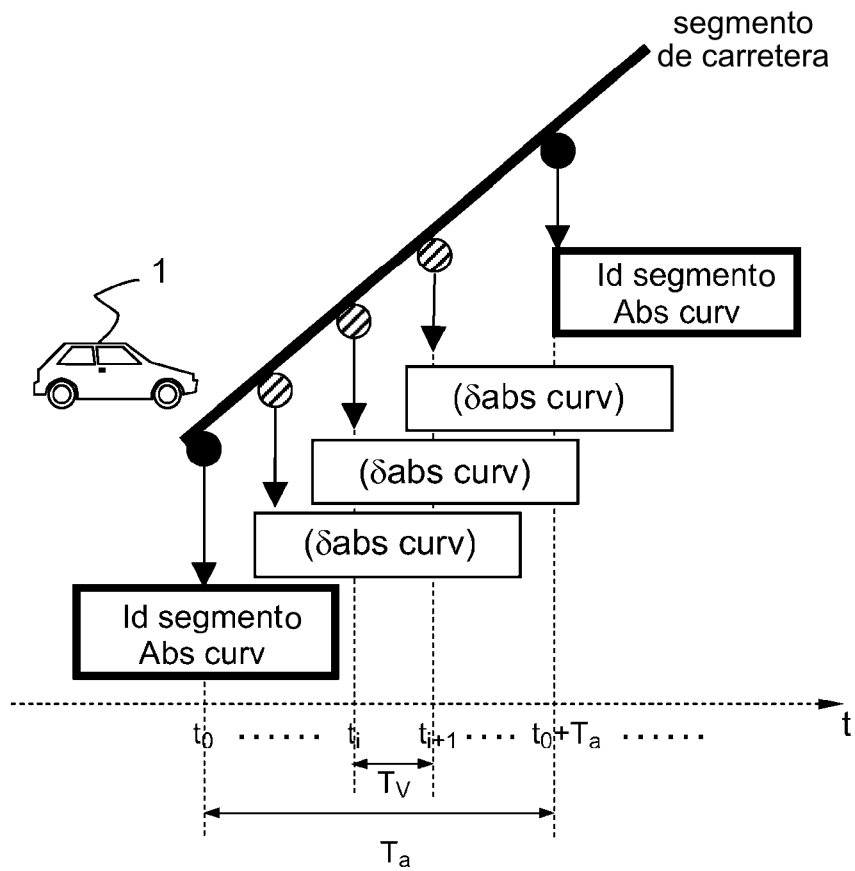 segmento
de carretera
1
Id segmento
Abs curv
(δabs curv)
(δabs curv)
(δabs curv)
Id segmento
Abs curv
t
t₀ ...... tᵢ tᵢ₊₁ ..... t₀+Tₐ ......
T_V
Tₐ